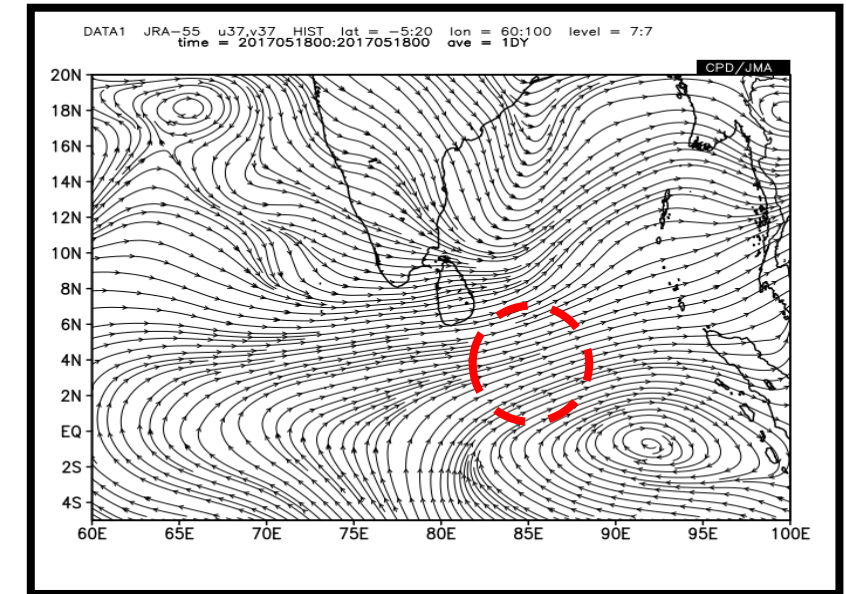 DATA1 JRA-55 u37,v37 HIST lat = -5:20 lon = 60:100 level = 7:7
time = 2017051800:2017051800 ave = 1DY
CPD/JMA
20N
18N
16N
14N
12N
10N
8N
6N
4N
2N
EQ
2S
4S
60E 65E 70E 75E 80E 85E 90E 95E 100E